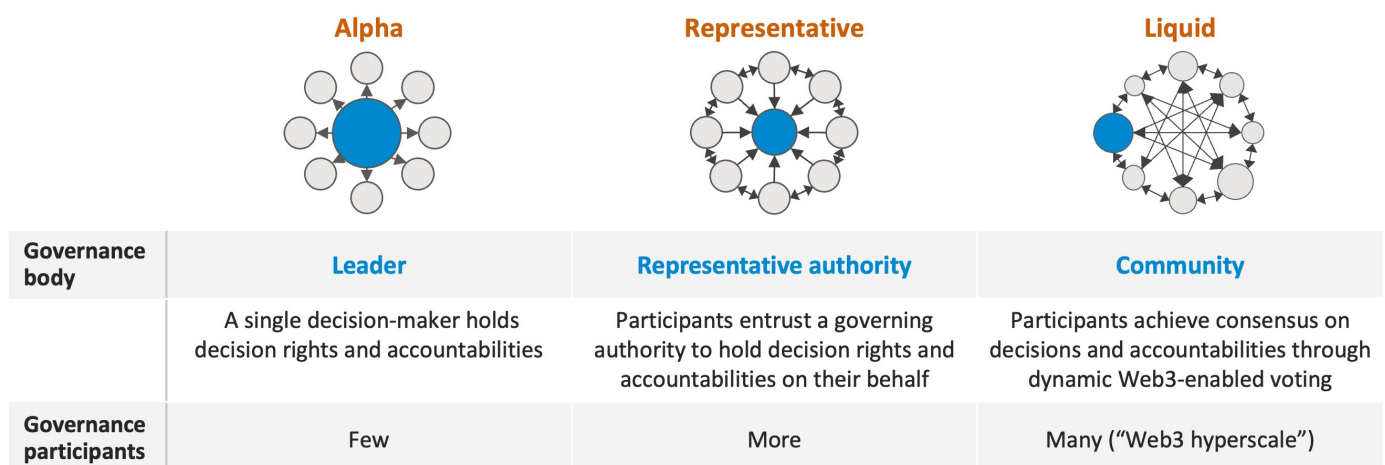 Alpha
Representative
Liquid
Governance
body
Leader
Representative authority
Community
A single decision-maker holds
decision rights and accountabilities
Participants entrust a governing
authority to hold decision rights and
accountabilities on their behalf
Participants achieve consensus on
decisions and accountabilities through
dynamic Web3-enabled voting
Governance
participants
Few
More
Many (“Web3 hyperscale”)